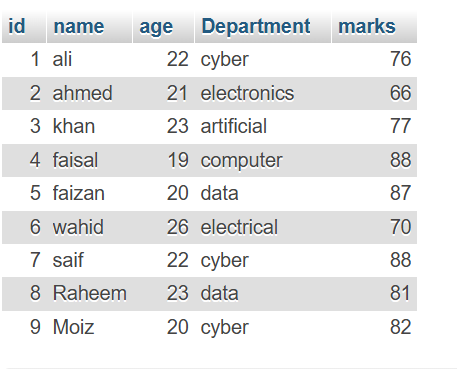 id name age Department marks
1 ali 22 cyber 76
2 ahmed 21 electronics 66
3 khan 23 artificial 77
4 faisal 19 computer 88
5 faizan 20 data 87
6 wahid 26 electrical 70
7 saif 22 cyber 88
8 Raheem 23 data 81
9 Moiz 20 cyber 82